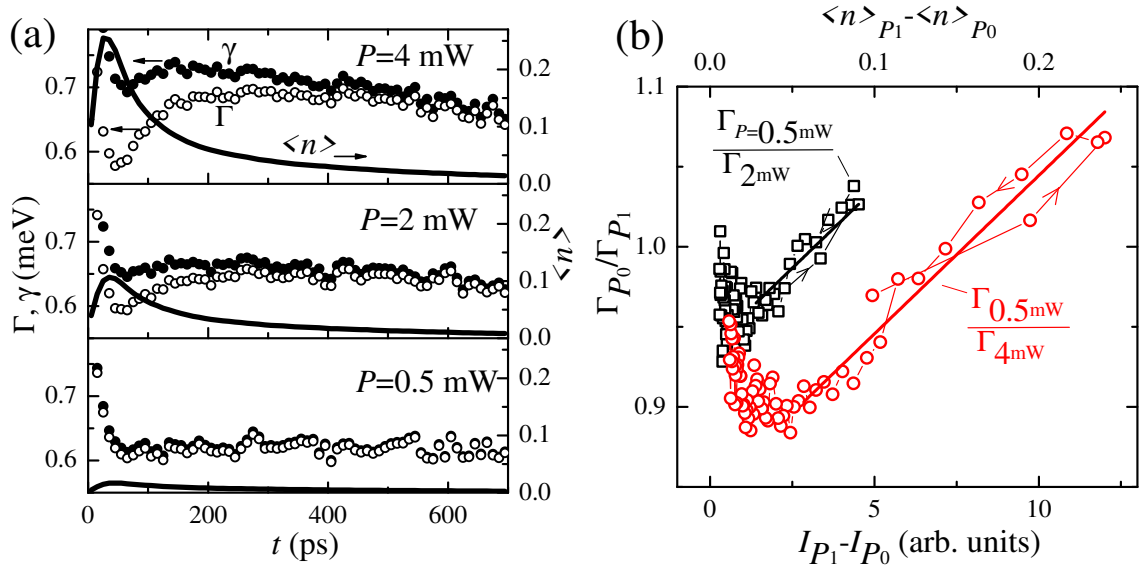 (a)
P=4 mW
γ
Γ
<n>
0.7
0.6
0.2
0.1
0.0
P=2 mW
0.7
0.6
0.2
0.1
0.0
P=0.5 mW
0.7
0.6
0.2
0.1
0.0
Γ, γ (meV)
<n>
0 200 400 600
t (ps)
(b)
<n>P1-<n>P0
0.0 0.1 0.2
1.1
1.0
0.9
ΓP0/ΓP1
ΓP=0.5mW
Γ2mW
Γ0.5mW
Γ4mW
0 5 10
IP1-IP0 (arb. units)